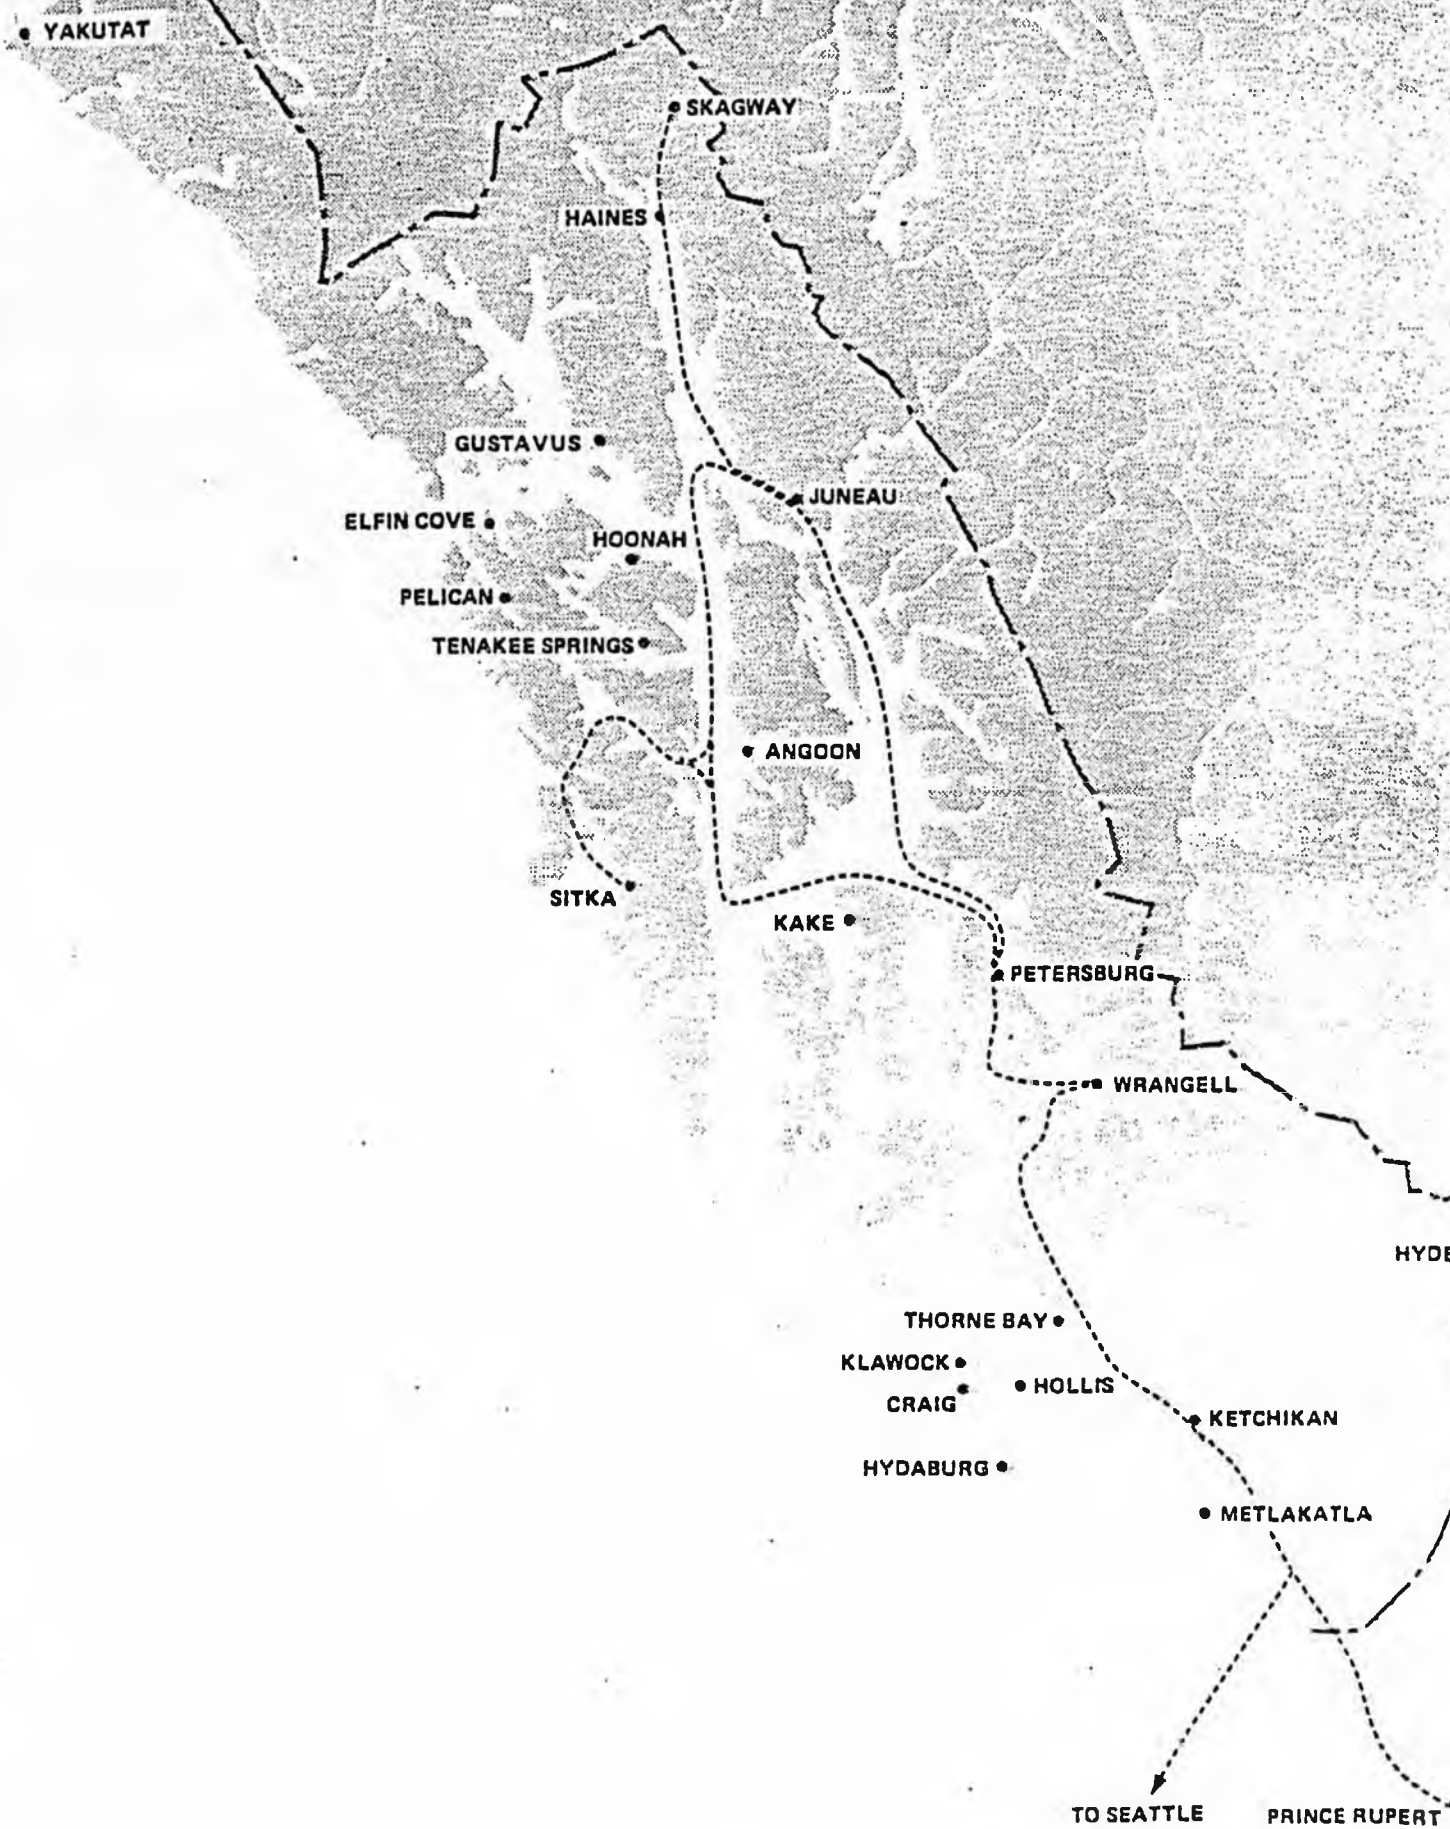 YAKUTAT
SKAGWAY
HAINES
GUSTAVUS
JUNEAU
ELFIN COVE
HOONAH
PELICAN
TENAKEE SPRINGS
ANGOON
SITKA
KAKE
PETERSBURG
WRANGELL
HYDE
THORNE BAY
KLAWOCK
HOLLIS
CRAIG
KETCHIKAN
HYDABURG
METLAKATLA
TO SEATTLE
PRINCE RUPERT